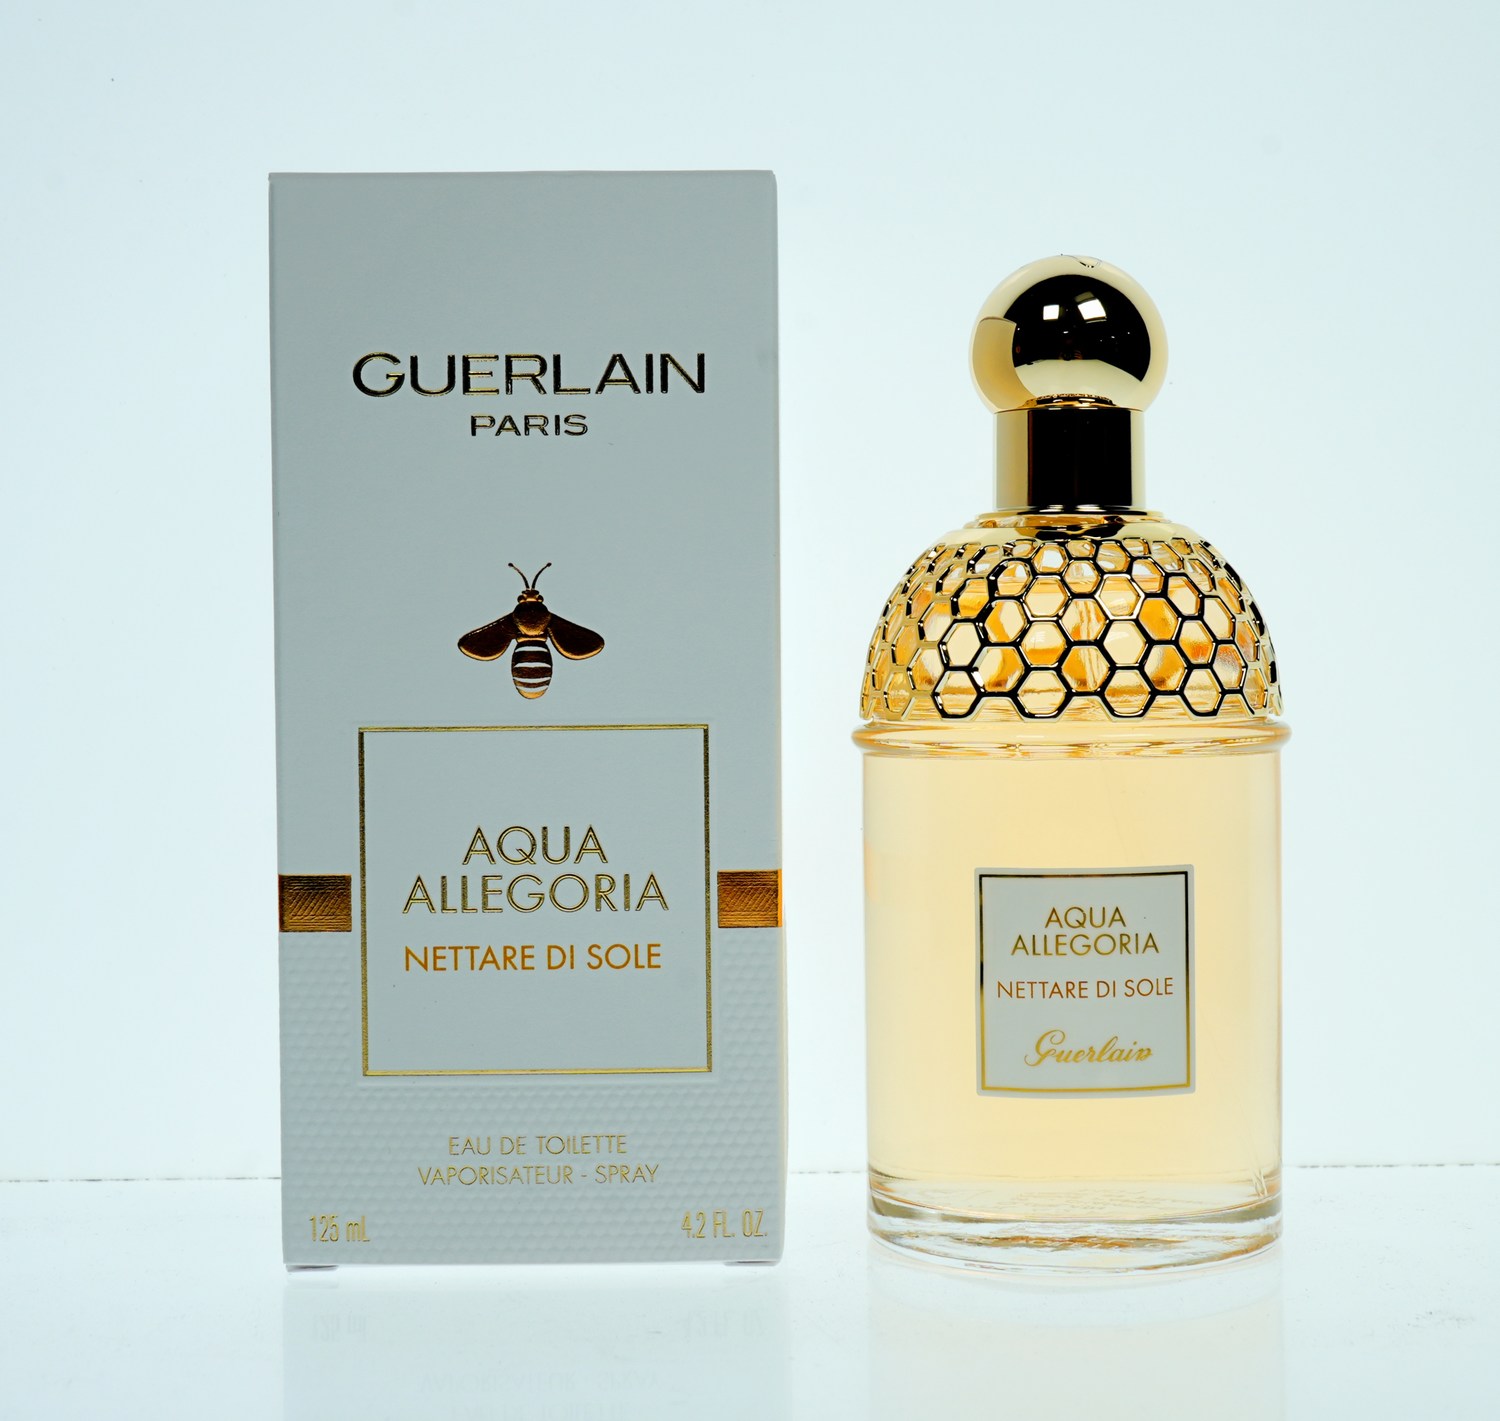 GUERLAIN
PARIS
AQUA
ALLEGORIA
NETTARE DI SOLE
EAU DE TOILETTE
VAPORISATEUR - SPRAY
125 mL
4.2 FL. OZ.
AQUA
ALLEGORIA
NETTARE DI SOLE
Guerlain